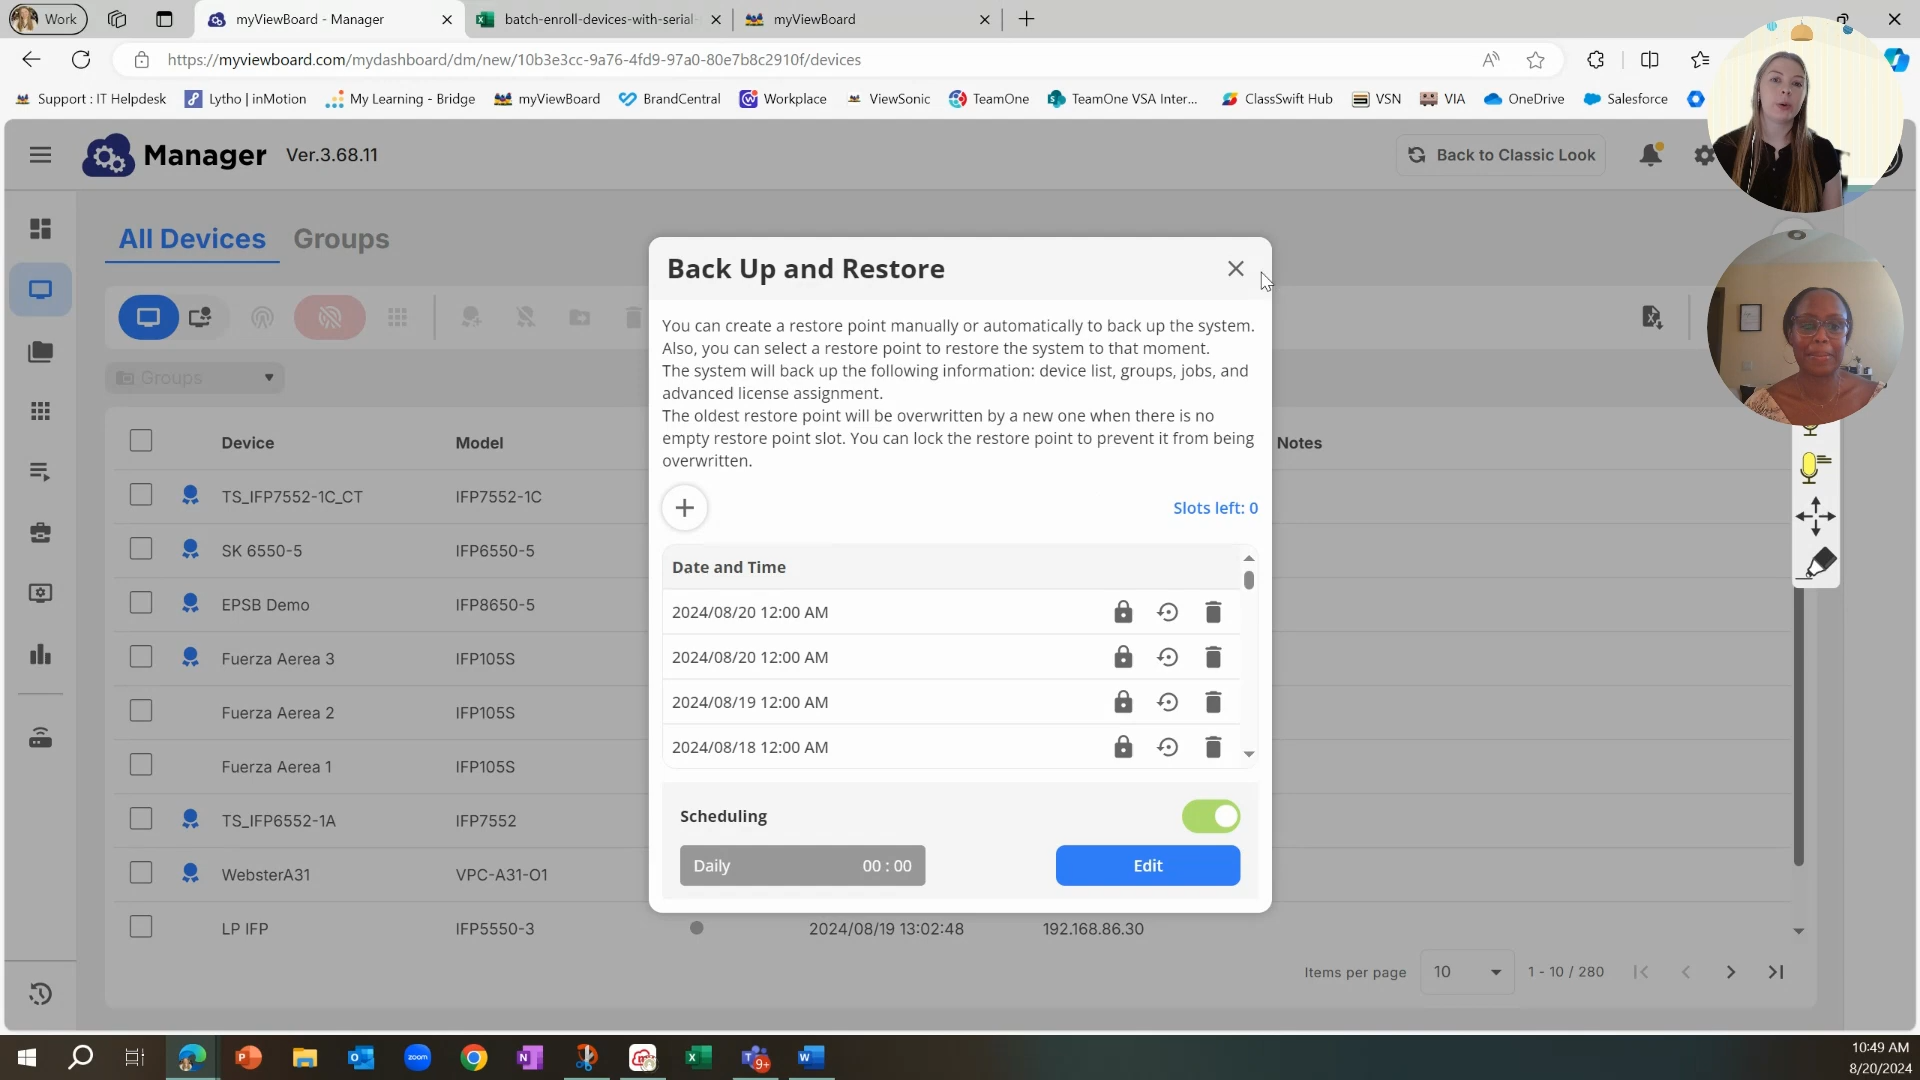 Work
myViewBoard - Manager
batch-enroll-devices-with-serial-
myViewBoard
https://myviewboard.com/mydashboard/dm/new/10b3e3cc-9a76-4fd9-97a0-80e7b8c2910f/devices
Support : IT Helpdesk
Lytho | inMotion
My Learning - Bridge
myViewBoard
BrandCentral
Workplace
ViewSonic
TeamOne
TeamOne VSA Inter...
ClassSwift Hub
VSN
VIA
OneDrive
Salesforce
Manager Ver.3.68.11
Back to Classic Look
All Devices Groups
Groups
Device Model Notes
TS_IFP7552-1C_CT IFP7552-1C
SK 6550-5 IFP6550-5
EPSB Demo IFP8650-5
Fuerza Aerea 3 IFP105S
Fuerza Aerea 2 IFP105S
Fuerza Aerea 1 IFP105S
TS_IFP6552-1A IFP7552
WebsterA31 VPC-A31-O1
LP IFP IFP5550-3 2024/08/19 13:02:48 192.168.86.30
Items per page 10 1 - 10 / 280
Back Up and Restore
You can create a restore point manually or automatically to back up the system.
Also, you can select a restore point to restore the system to that moment.
The system will back up the following information: device list, groups, jobs, and
advanced license assignment.
The oldest restore point will be overwritten by a new one when there is no
empty restore point slot. You can lock the restore point to prevent it from being
overwritten.
Slots left: 0
Date and Time
2024/08/20 12:00 AM
2024/08/20 12:00 AM
2024/08/19 12:00 AM
2024/08/18 12:00 AM
Scheduling
Daily 00 : 00
Edit
zoom
9+
10:49 AM
8/20/2024